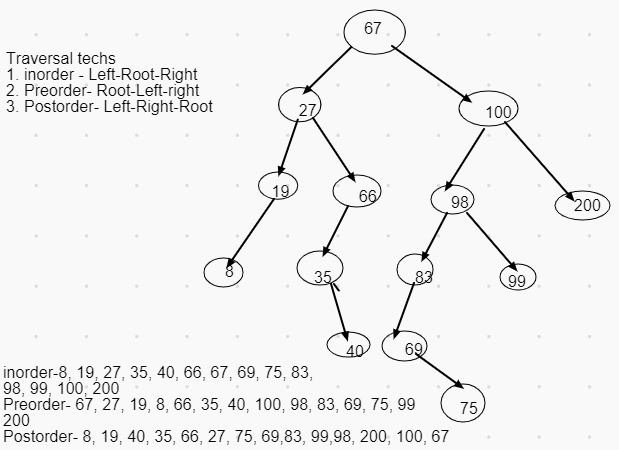 67
Traversal techs
1. inorder - Left-Root-Right
2. Preorder- Root-Left-right
3. Postorder- Left-Right-Root
27
100
19
66
98
200
8
35
83
99
40
69
75
inorder-8, 19, 27, 35, 40, 66, 67, 69, 75, 83,
98, 99, 100, 200
Preorder- 67, 27, 19, 8, 66, 35, 40, 100, 98, 83, 69, 75, 99
200
Postorder- 8, 19, 40, 35, 66, 27, 75, 69,83, 99,98, 200, 100, 67